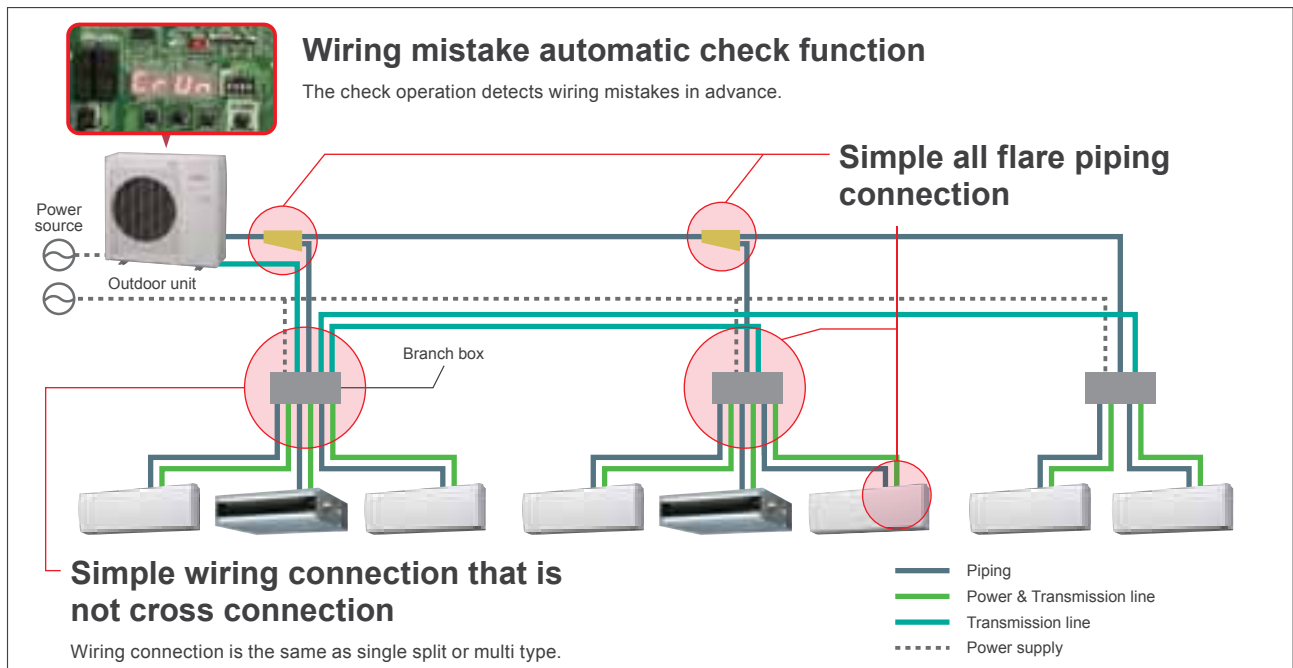 Wiring mistake automatic check function
The check operation detects wiring mistakes in advance.
Er Un
Simple all flare piping
connection
Power
source
Outdoor unit
Branch box
Simple wiring connection that is
not cross connection
Wiring connection is the same as single split or multi type.
Piping
Power & Transmission line
Transmission line
Power supply